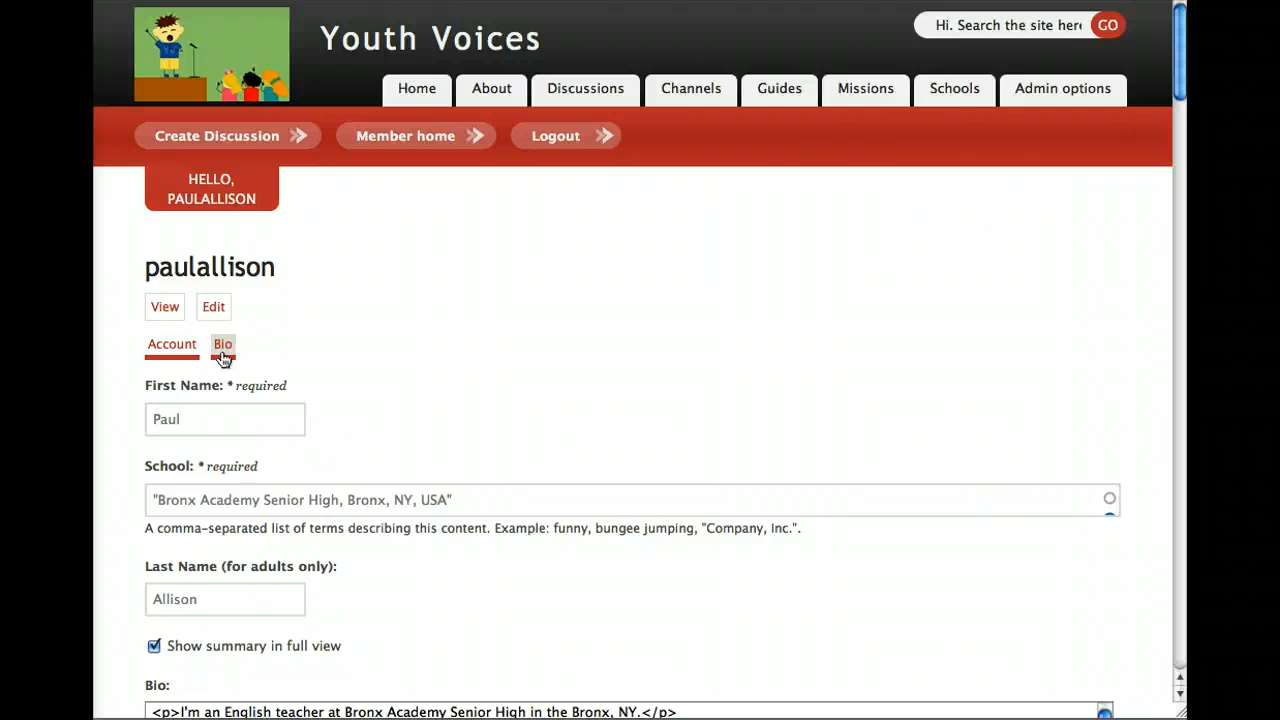 Youth Voices
Hi. Search the site here
GO
Home
About
Discussions
Channels
Guides
Missions
Schools
Admin options
Create Discussion
Member home
Logout
HELLO,
PAULALLISON
paulallison
View
Edit
Account
Bio
First Name: * required
Paul
School: * required
"Bronx Academy Senior High, Bronx, NY, USA"
A comma-separated list of terms describing this content. Example: funny, bungee jumping, "Company, Inc.".
Last Name (for adults only):
Allison
Show summary in full view
Bio:
<p>I'm an English teacher at Bronx Academy Senior High in the Bronx, NY.</p>